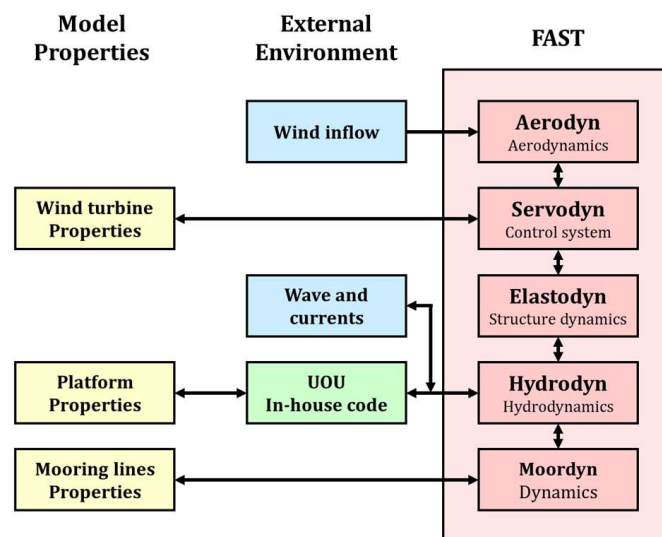 Model
Properties
External
Environment
FAST
Wind inflow
Aerodyn
Aerodynamics
Wind turbine
Properties
Servodyn
Control system
Wave and
currents
Elastodyn
Structure dynamics
Platform
Properties
UOU
In-house code
Hydrodyn
Hydrodynamics
Mooring lines
Properties
Moordyn
Dynamics